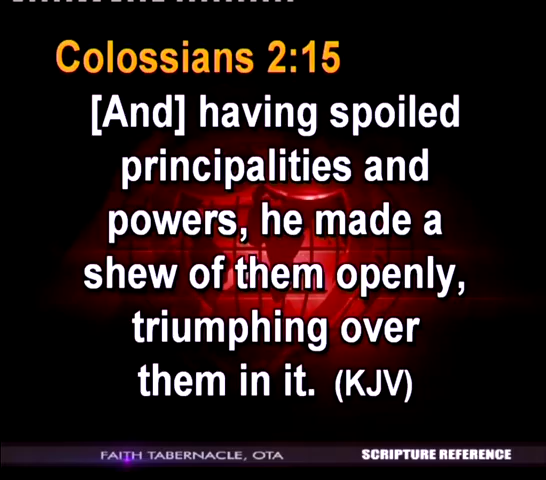 Colossians 2:15
[And] having spoiled
principalities and
powers, he made a
shew of them openly,
triumphing over
them in it. (KJV)
FAITH TABERNACLE, OTA
SCRIPTURE REFERENCE